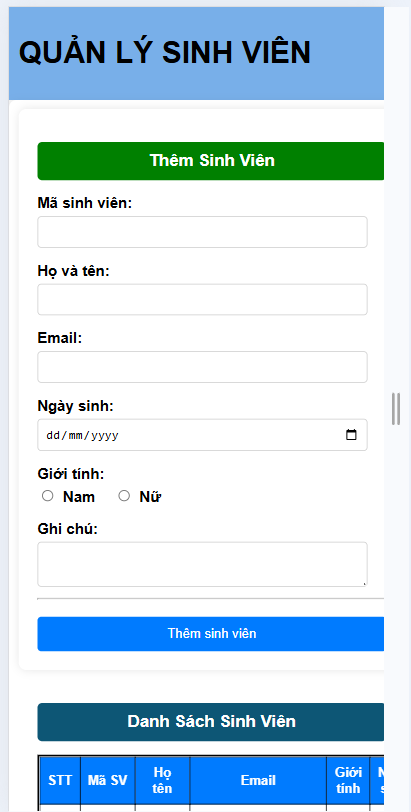 QUẢN LÝ SINH VIÊN
Thêm Sinh Viên
Mã sinh viên:
Họ và tên:
Email:
Ngày sinh:
dd/mm/yyyy
Giới tính:
Nam Nữ
Ghi chú:
Thêm sinh viên
Danh Sách Sinh Viên
STT Mã SV Họ tên Email Giới tính